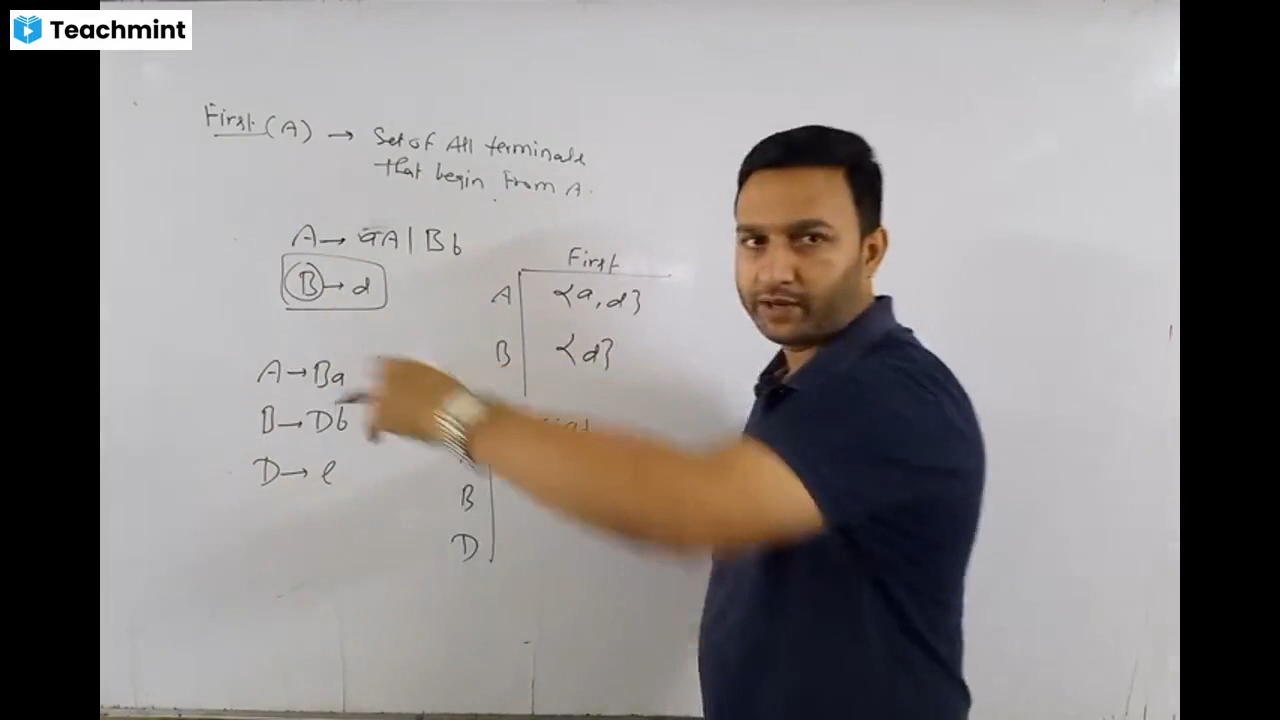 Teachmint
First (A) → Set of All terminals
that begin from A.
A → aA | Bb
B → d
First
A {a, d}
B {d}
A → Ba
B → Db
D → e
B
D